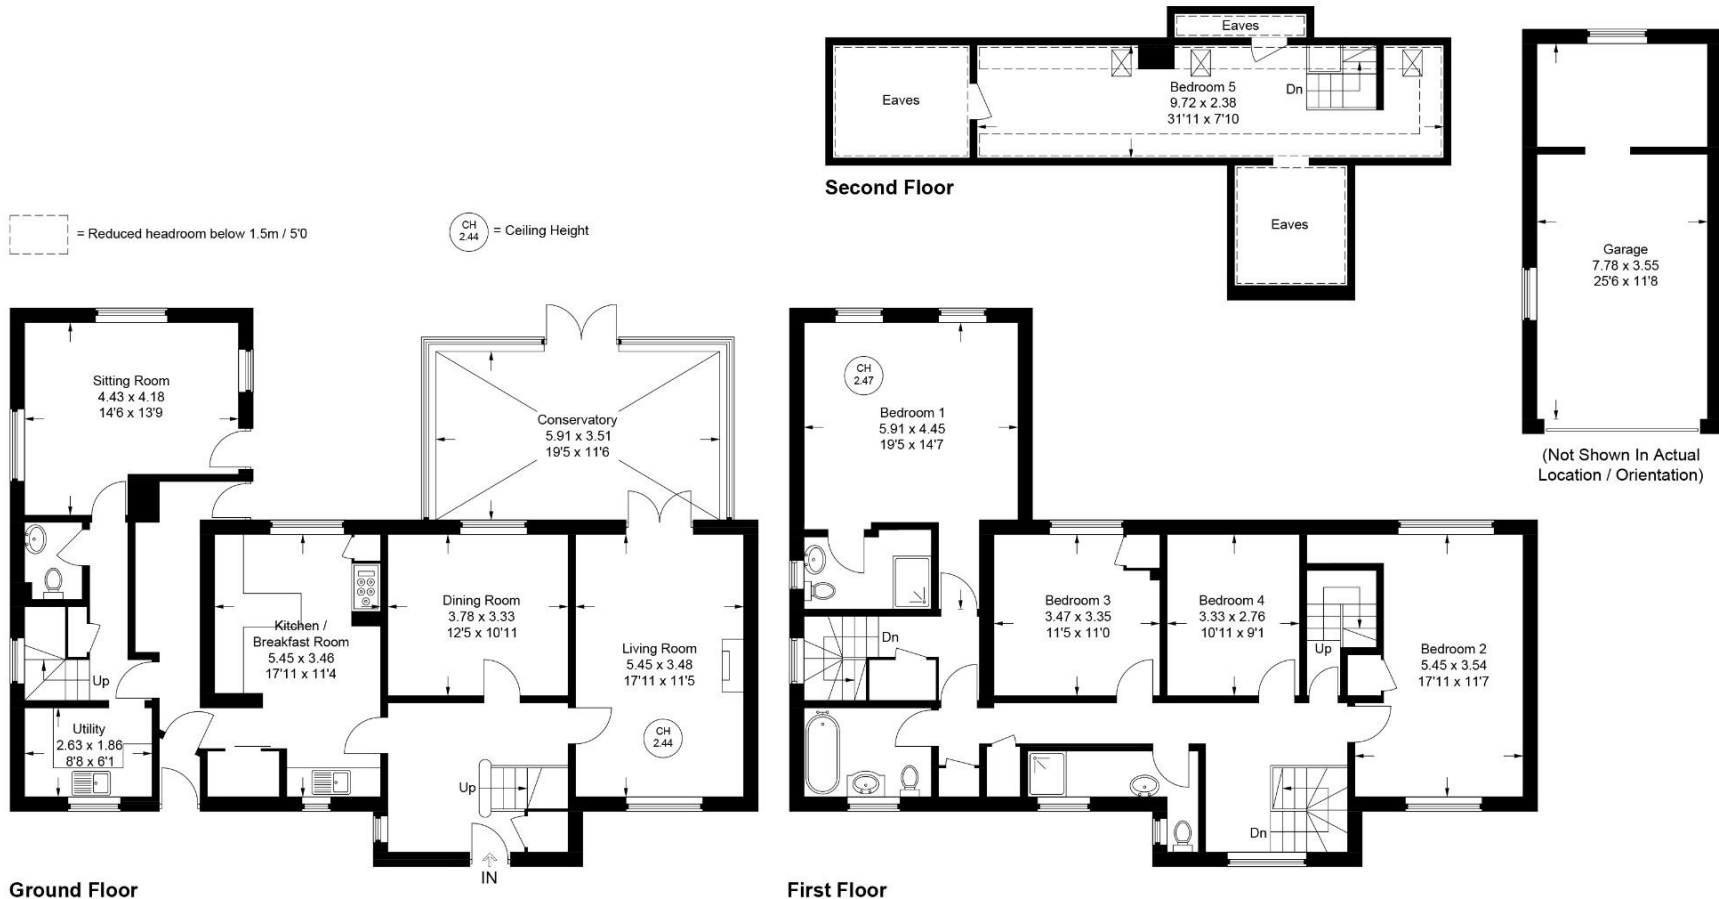 Eaves
Eaves
Bedroom 5
9.72 x 2.38
31'11 x 7'10
Dn
Eaves
Second Floor
Garage
7.78 x 3.55
25'6 x 11'8
(Not Shown In Actual
Location / Orientation)
= Reduced headroom below 1.5m / 5'0
CH
2.44
= Ceiling Height
Sitting Room
4.43 x 4.18
14'6 x 13'9
Conservatory
5.91 x 3.51
19'5 x 11'6
Kitchen /
Breakfast Room
5.45 x 3.46
17'11 x 11'4
Dining Room
3.78 x 3.33
12'5 x 10'11
Living Room
5.45 x 3.48
17'11 x 11'5
CH
2.44
Up
Utility
2.63 x 1.86
8'8 x 6'1
Up
IN
Ground Floor
CH
2.47
Bedroom 1
5.91 x 4.45
19'5 x 14'7
Dn
Bedroom 3
3.47 x 3.35
11'5 x 11'0
Bedroom 4
3.33 x 2.76
10'11 x 9'1
Up
Bedroom 2
5.45 x 3.54
17'11 x 11'7
Dn
First Floor